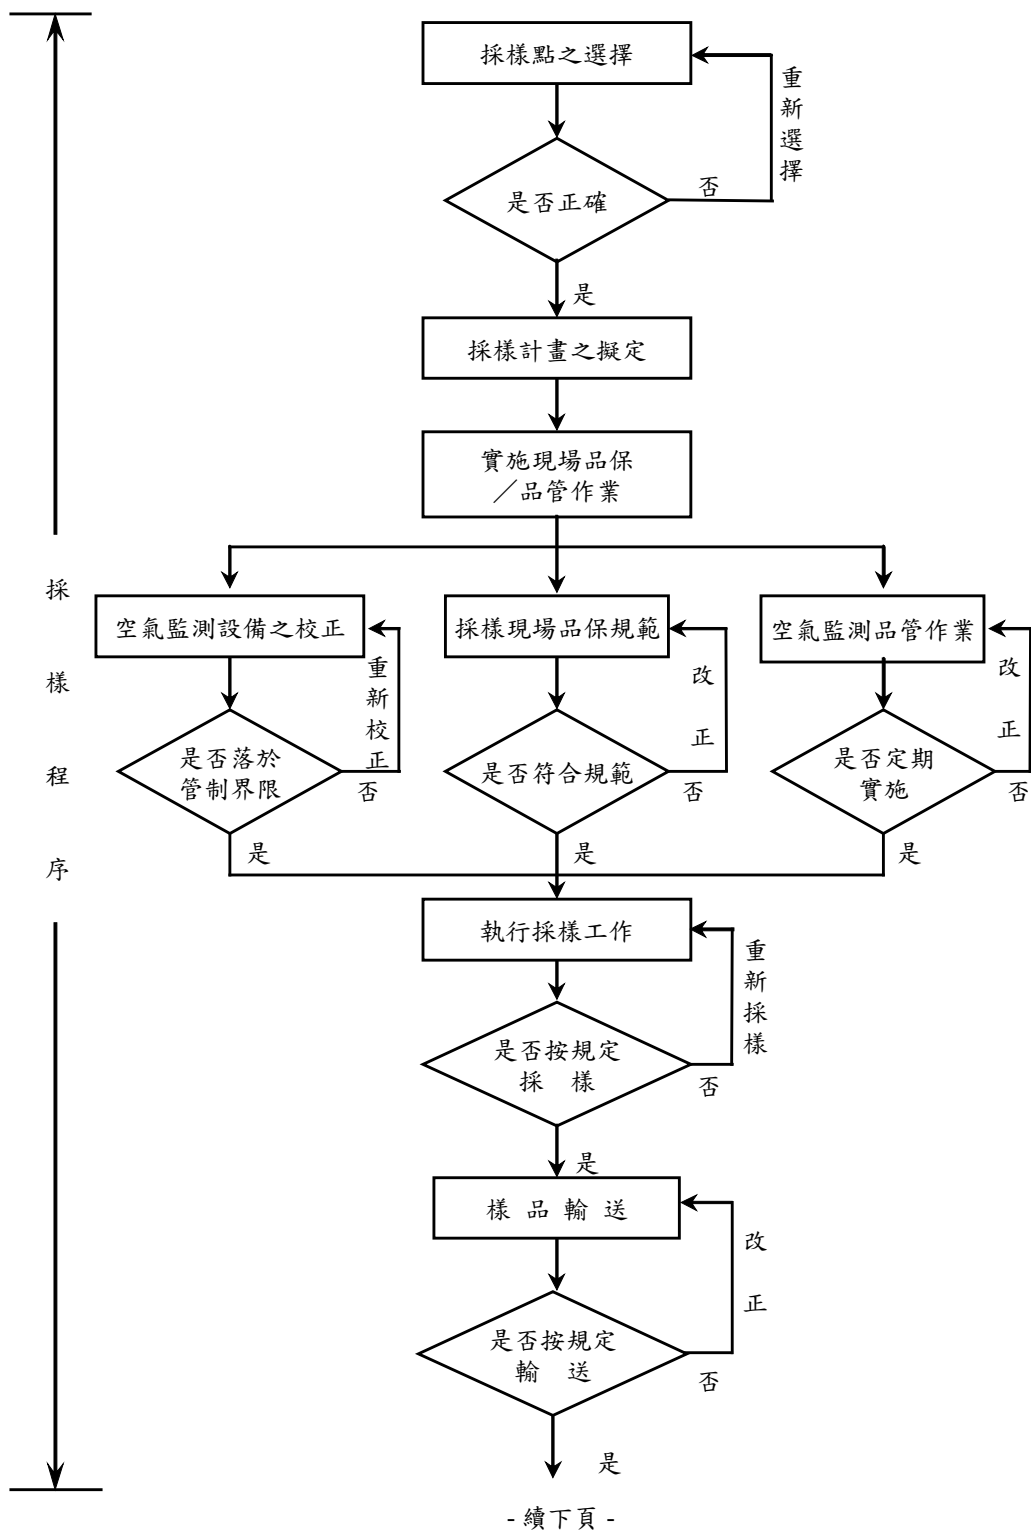 採樣點之選擇
重新選擇
是否正確
否
是
採樣計畫之擬定
實施現場品保
／品管作業
採樣程序
空氣監測設備之校正
採樣現場品保規範
空氣監測品管作業
重新校正
改正
改正
是否落於
管制界限
是否符合規範
是否定期
實施
否
否
否
是
是
是
執行採樣工作
重新採樣
是否按規定
採　樣
否
是
樣 品 輸 送
改正
是否按規定
輸　送
否
是
- 續下頁 -